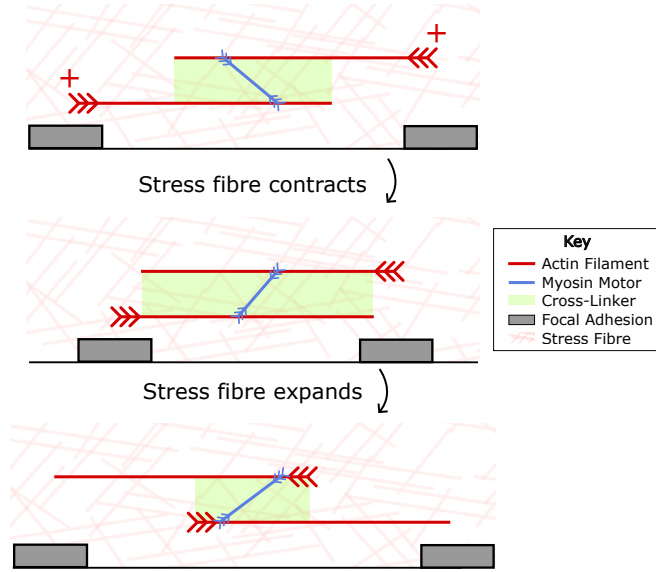 +
+
Stress fibre contracts
Key
Actin Filament
Myosin Motor
Cross-Linker
Focal Adhesion
Stress Fibre
Stress fibre expands